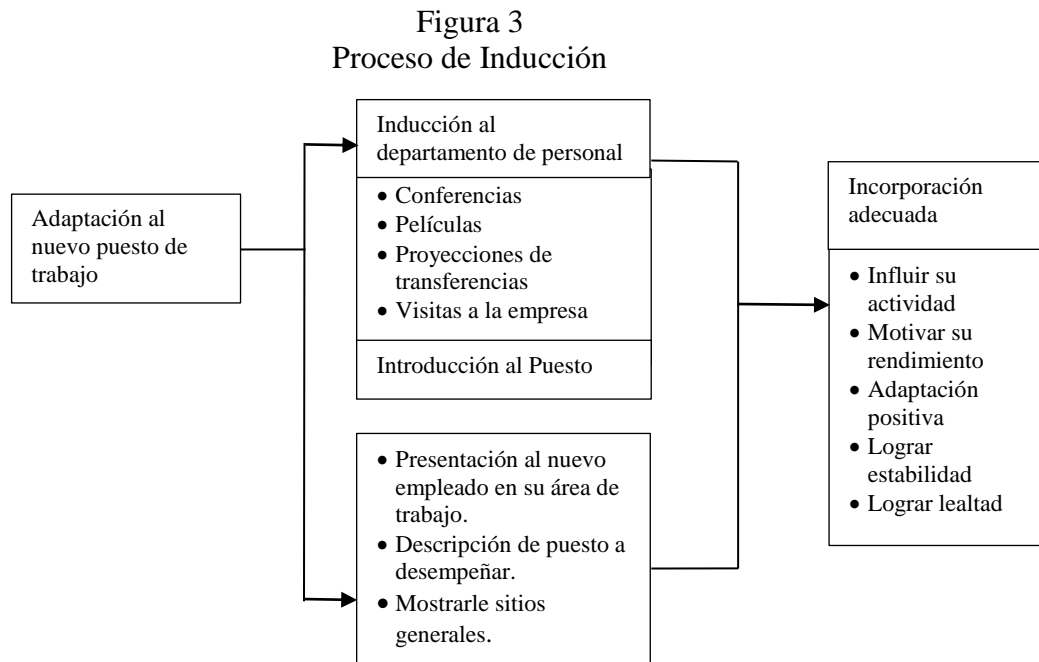 Figura 3
Proceso de Inducción
Adaptación al
nuevo puesto de
trabajo
Inducción al
departamento de personal
• Conferencias
• Películas
• Proyecciones de
transferencias
• Visitas a la empresa
Introducción al Puesto
• Presentación al nuevo
empleado en su área de
trabajo.
• Descripción de puesto a
desempeñar.
• Mostrarle sitios
generales.
Incorporación
adecuada
• Influir su
actividad
• Motivar su
rendimiento
• Adaptación
positiva
• Lograr
estabilidad
• Lograr lealtad